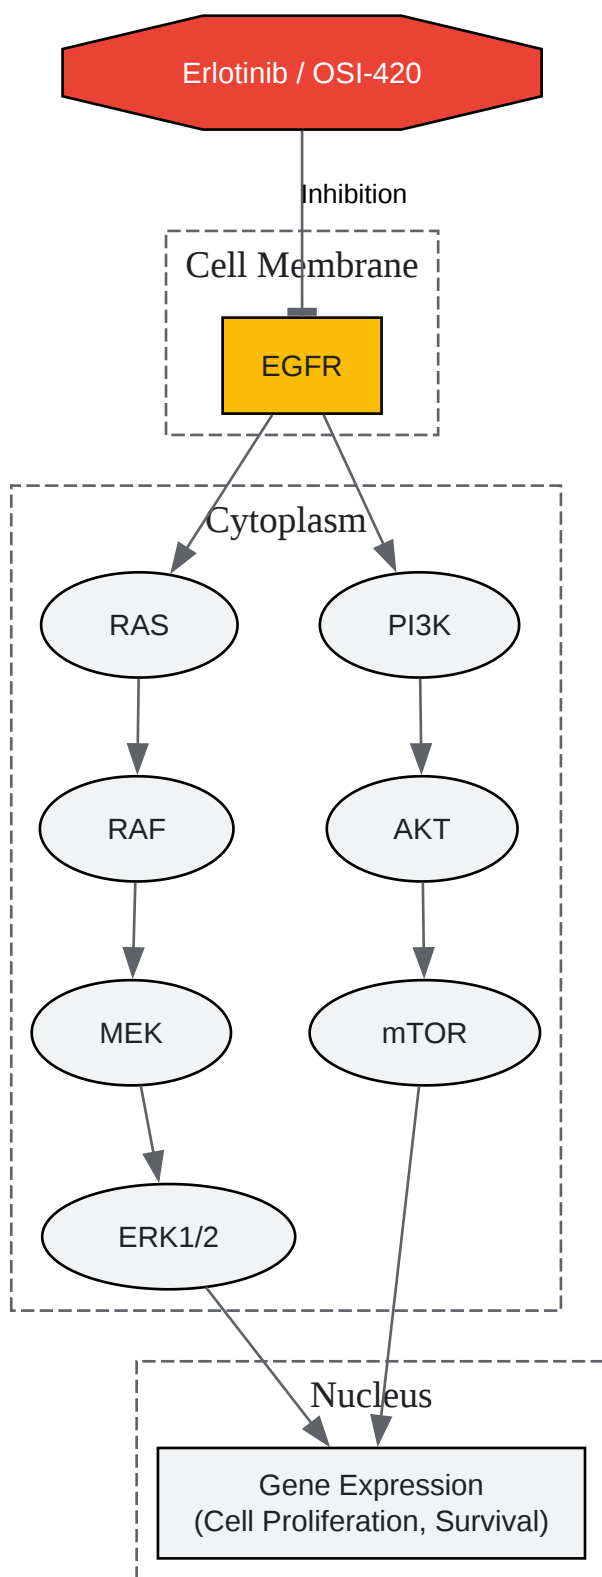 Erlotinib / OSI-420
Inhibition
Cell Membrane
EGFR
Cytoplasm
RAS
PI3K
RAF
AKT
MEK
mTOR
ERK1/2
Nucleus
Gene Expression
(Cell Proliferation, Survival)